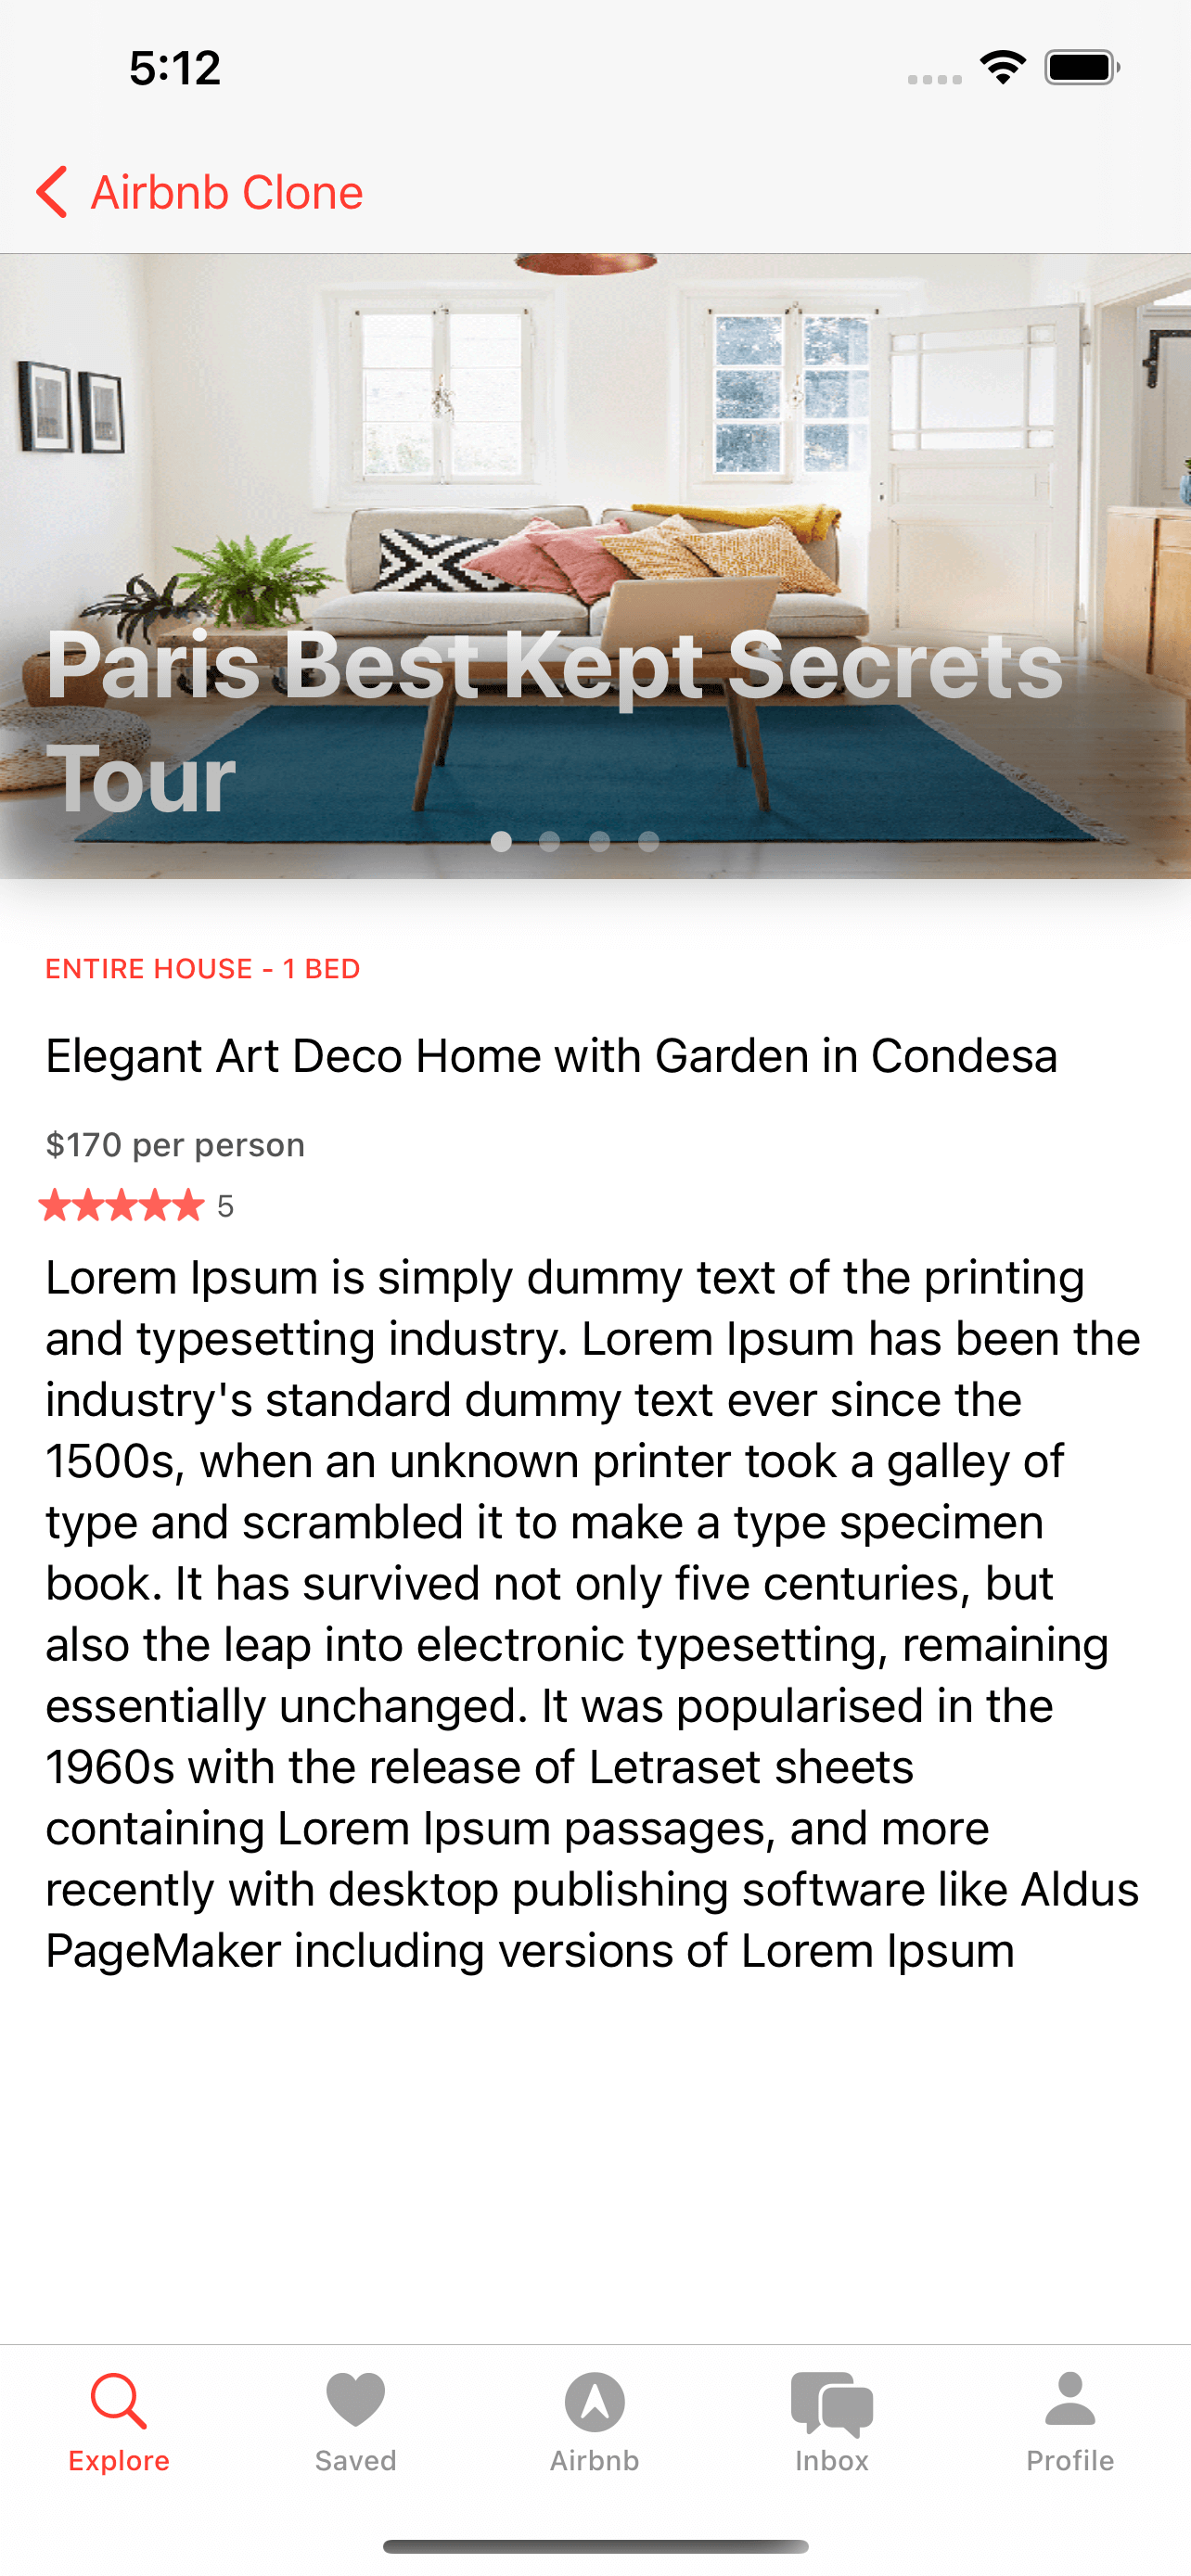 5:12
Airbnb Clone
Paris Best Kept Secrets
Tour
ENTIRE HOUSE - 1 BED
Elegant Art Deco Home with Garden in Condesa
$170 per person
5
Lorem Ipsum is simply dummy text of the printing
and typesetting industry. Lorem Ipsum has been the
industry's standard dummy text ever since the
1500s, when an unknown printer took a galley of
type and scrambled it to make a type specimen
book. It has survived not only five centuries, but
also the leap into electronic typesetting, remaining
essentially unchanged. It was popularised in the
1960s with the release of Letraset sheets
containing Lorem Ipsum passages, and more
recently with desktop publishing software like Aldus
PageMaker including versions of Lorem Ipsum
Explore Saved Airbnb Inbox Profile